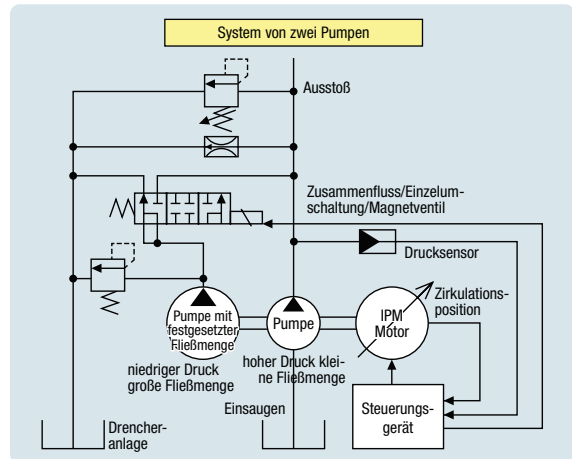 System von zwei Pumpen
Ausstoß
Zusammenfluss/Einzelum-
schaltung/Magnetventil
Drucksensor
Zirkulations-
position
Pumpe mit
festgesetzter
Fließmenge
Pumpe
IPM
Motor
niedriger Druck
große Fließmenge
hoher Druck klei-
ne Fließmenge
Drencher-
anlage
Einsaugen
Steuerungs-
gerät